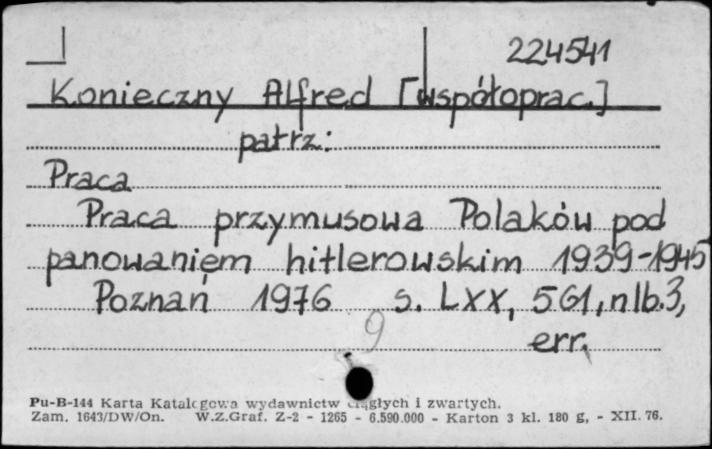 224541
Konieczny Alfred [współoprac.]
patrz:
Praca
Praca przymusowa Polaków pod
panowaniem hitlerowskim 1939-1945
Poznań 1976 s. LXX, 561, nlb. 3,
9 err.
Pu-B-144 Karta Katalogowa wydawnictw ciągłych i zwartych.
Zam. 1643/DW/On. W.Z.Graf. Z-2 - 1265 - 6.590.000 - Karton 3 kl. 180 g, - XII. 76.